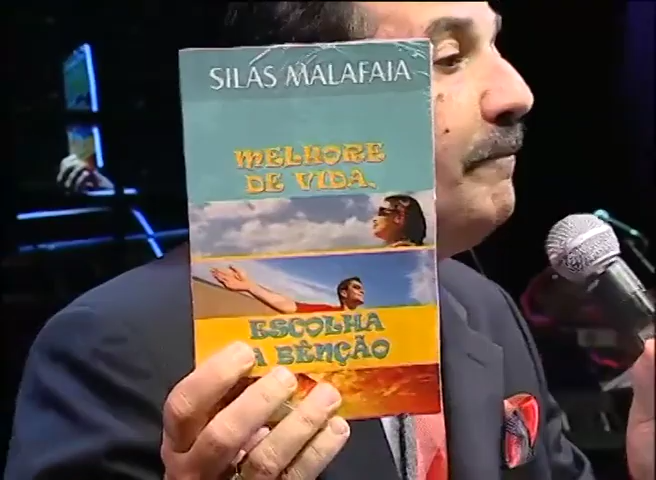 SILAS MALAFAIA
MELHORE
DE VIDA,
ESCOLHA
A BÊNÇÃO